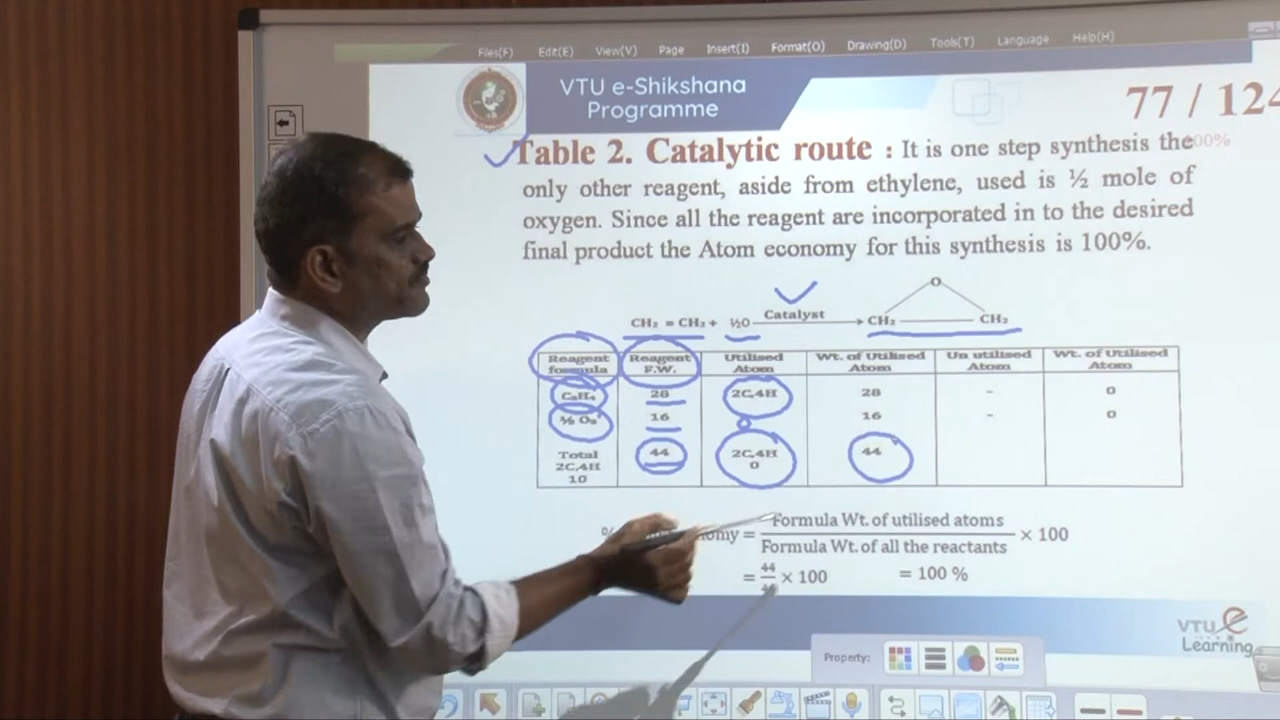 Files(F) Edit(E) View(V) Page Insert(I) Format(O) Drawing(D) Tools(T) Language Help(H)
VTU e-Shikshana
Programme
77 / 124
Table 2. Catalytic route : It is one step synthesis the
only other reagent, aside from ethylene, used is ½ mole of
oxygen. Since all the reagent are incorporated in to the desired
final product the Atom economy for this synthesis is 100%.
O
CH₂ = CH₂ + ½O Catalyst CH₂ CH₂
Reagent formula Reagent F.W. Utilised Atom Wt. of Utilised Atom Un utilised Atom Wt. of Utilised Atom
C₂H₄ 28 2C,4H 28 - 0
½ O₂ 16 O 16 - 0
Total 44 2C,4H 44
2C,4H 0
10
Formula Wt. of utilised atoms
omy = × 100
Formula Wt. of all the reactants
= 44 × 100 = 100 %
VTU e
Learning
Property: